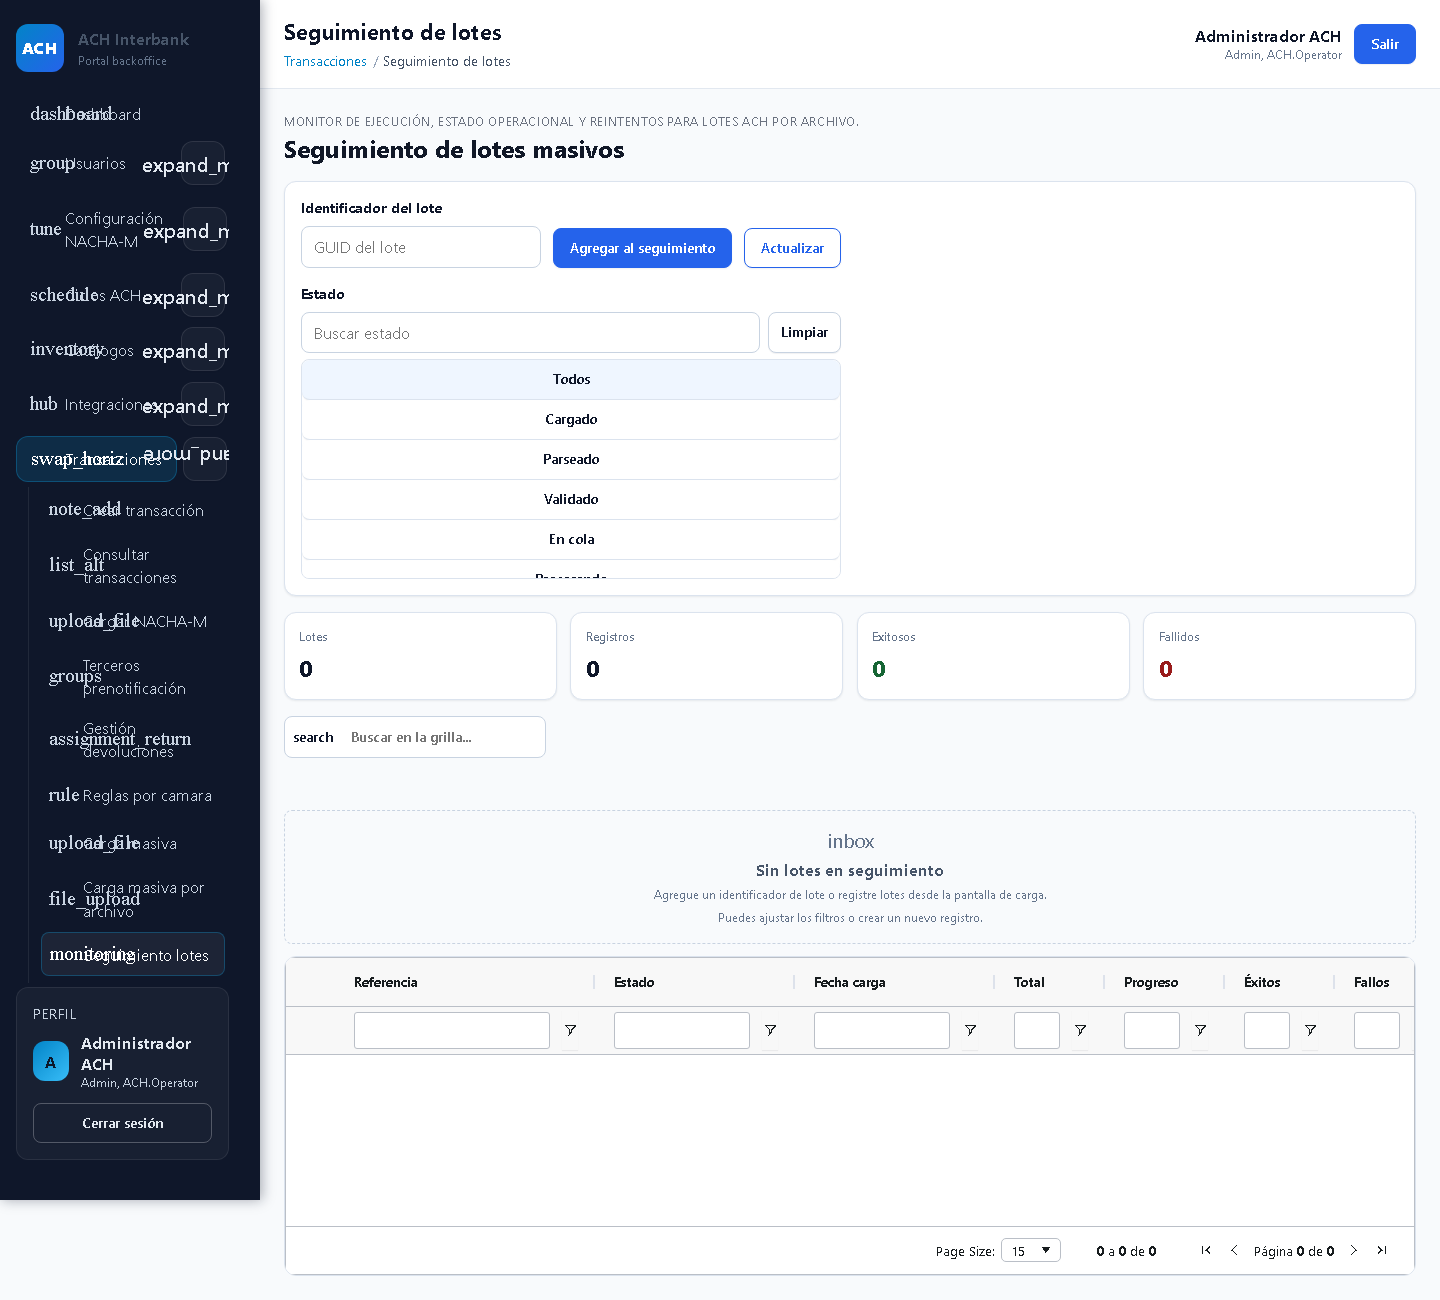 ACH
ACH Interbank
Portal backoffice
dashboard
Dashboard
group
Usuarios
expand_m
tune
Configuración
NACHA-M
expand_m
schedule
ACH
expand_m
inventory
Catálogos
expand_m
hub
Integraciones
expand_m
swap_horiz
Transacciones
note_add
Crear transacción
list_alt
Consultar
transacciones
upload_file
Cargar NACHA-M
groups
Terceros
prenotificación
assignment_return
Gestión
devoluciones
rule
Reglas por camara
upload_file
Carga masiva
file_upload
Carga masiva por
archivo
monitoring
Seguimiento lotes
PERFIL
A
Administrador
ACH
Admin, ACH.Operator
Cerrar sesión
Seguimiento de lotes
Transacciones / Seguimiento de lotes
Administrador ACH
Admin, ACH.Operator
Salir
MONITOR DE EJECUCIÓN, ESTADO OPERACIONAL Y REINTENTOS PARA LOTES ACH POR ARCHIVO.
Seguimiento de lotes masivos
Identificador del lote
GUID del lote
Agregar al seguimiento
Actualizar
Estado
Buscar estado
Limpiar
Todos
Cargado
Parseado
Validado
En cola
Procesando
Lotes
0
Registros
0
Exitosos
0
Fallidos
0
search
Buscar en la grilla...
inbox
Sin lotes en seguimiento
Agregue un identificador de lote o registre lotes desde la pantalla de carga.
Puedes ajustar los filtros o crear un nuevo registro.
Referencia
Estado
Fecha carga
Total
Progreso
Éxitos
Fallos
Page Size:
15
0 a 0 de 0
Página 0 de 0